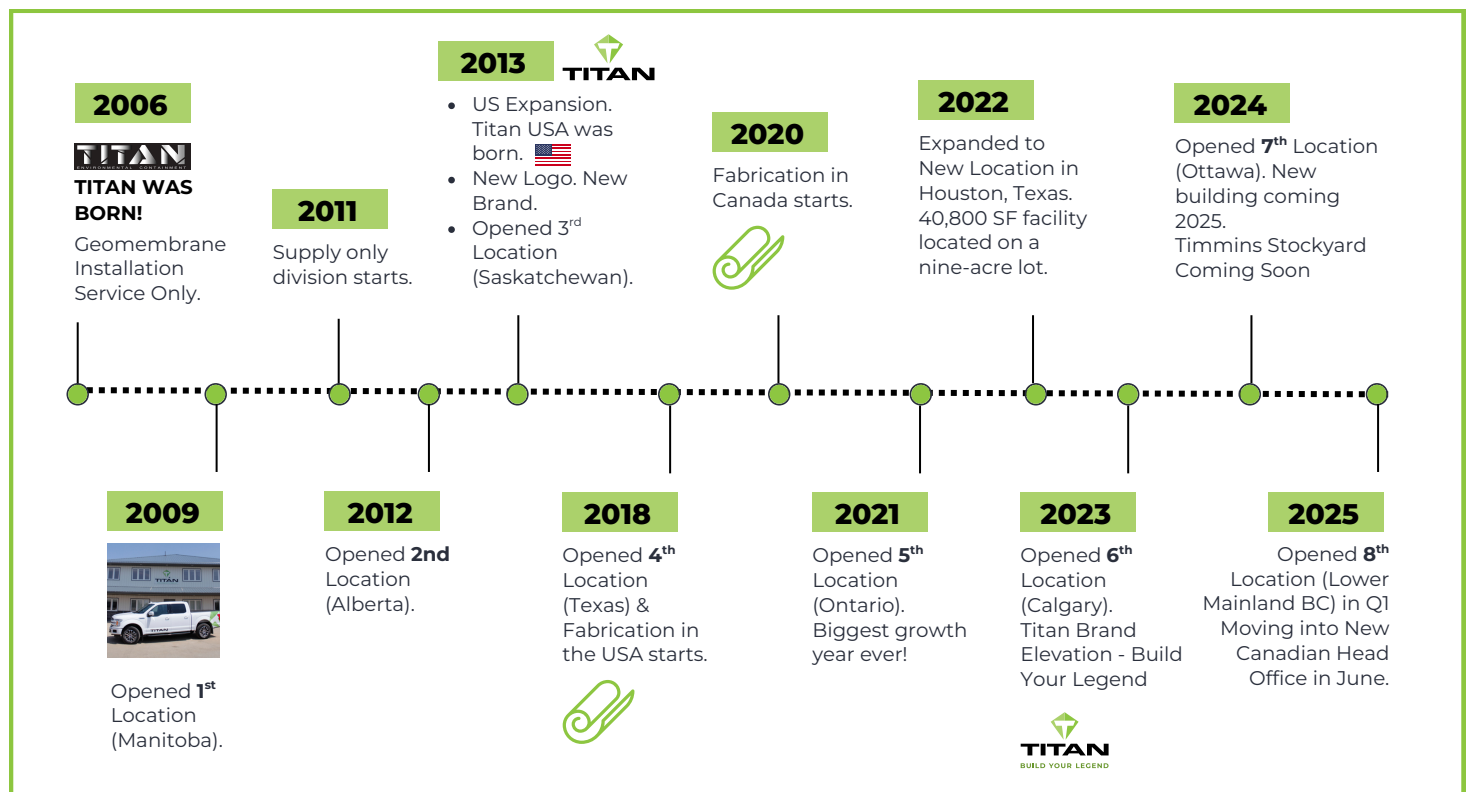 2006
TITAN
ENVIRONMENTAL CONTAINMENT
TITAN WAS
BORN!
Geomembrane
Installation
Service Only.
2009
TITAN
TITAN
Opened 1st
Location
(Manitoba).
2011
Supply only
division starts.
2012
Opened 2nd
Location
(Alberta).
2013
TITAN
• US Expansion.
Titan USA was
born.
• New Logo. New
Brand.
• Opened 3rd
Location
(Saskatchewan).
2018
Opened 4th
Location
(Texas) &
Fabrication in
the USA starts.
2020
Fabrication in
Canada starts.
2021
Opened 5th
Location
(Ontario).
Biggest growth
year ever!
2022
Expanded to
New Location in
Houston, Texas.
40,800 SF facility
located on a
nine-acre lot.
2023
Opened 6th
Location
(Calgary).
Titan Brand
Elevation - Build
Your Legend
TITAN
BUILD YOUR LEGEND
2024
Opened 7th Location
(Ottawa). New
building coming
2025.
Timmins Stockyard
Coming Soon
2025
Opened 8th
Location (Lower
Mainland BC) in Q1
Moving into New
Canadian Head
Office in June.